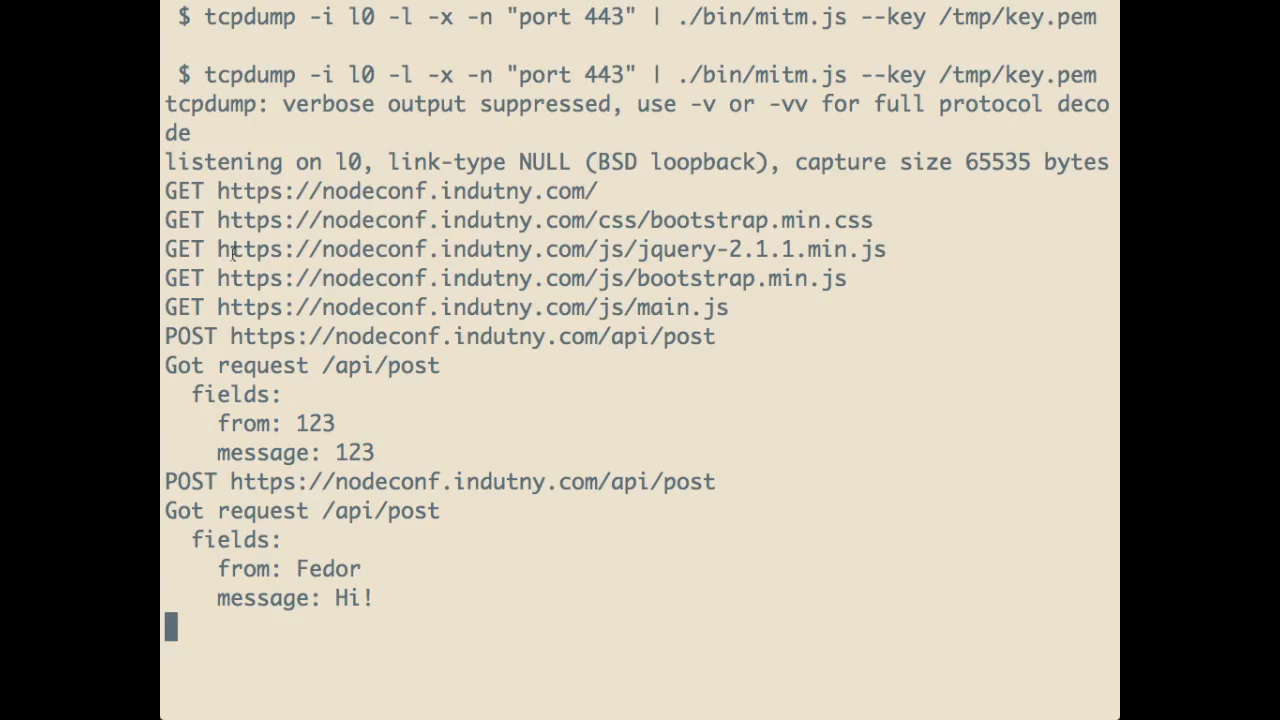 $ tcpdump -i l0 -l -x -n "port 443" | ./bin/mitm.js --key /tmp/key.pem
$ tcpdump -i l0 -l -x -n "port 443" | ./bin/mitm.js --key /tmp/key.pem
tcpdump: verbose output suppressed, use -v or -vv for full protocol deco
de
listening on l0, link-type NULL (BSD loopback), capture size 65535 bytes
GET https://nodeconf.indutny.com/
GET https://nodeconf.indutny.com/css/bootstrap.min.css
GET https://nodeconf.indutny.com/js/jquery-2.1.1.min.js
GET https://nodeconf.indutny.com/js/bootstrap.min.js
GET https://nodeconf.indutny.com/js/main.js
POST https://nodeconf.indutny.com/api/post
Got request /api/post
fields:
from: 123
message: 123
POST https://nodeconf.indutny.com/api/post
Got request /api/post
fields:
from: Fedor
message: Hi!